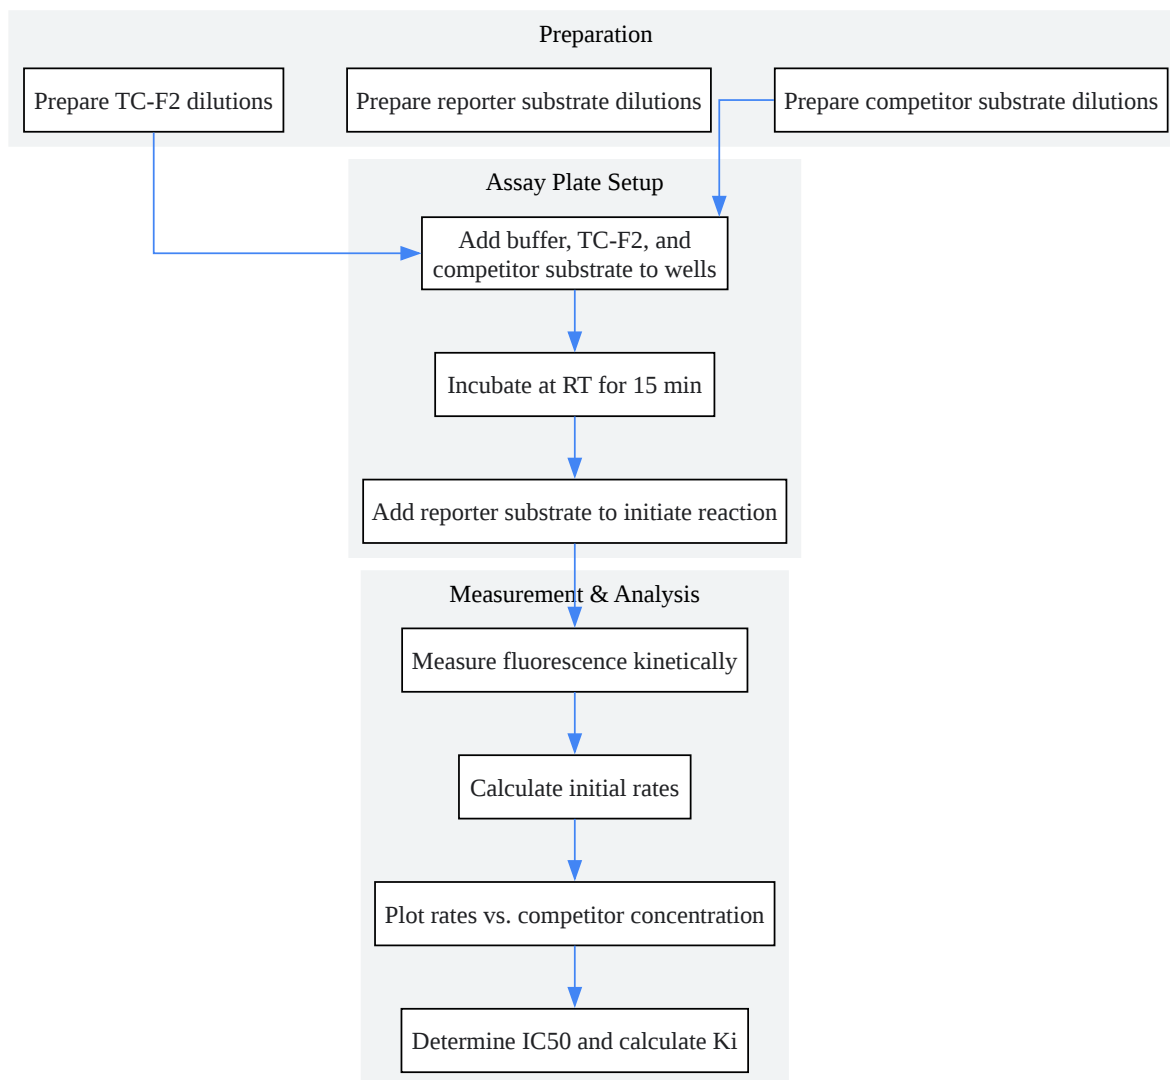 Preparation
Prepare TC-F2 dilutions
Prepare reporter substrate dilutions
Prepare competitor substrate dilutions
Assay Plate Setup
Add buffer, TC-F2, and
competitor substrate to wells
Incubate at RT for 15 min
Add reporter substrate to initiate reaction
Measurement & Analysis
Measure fluorescence kinetically
Calculate initial rates
Plot rates vs. competitor concentration
Determine IC50 and calculate Ki